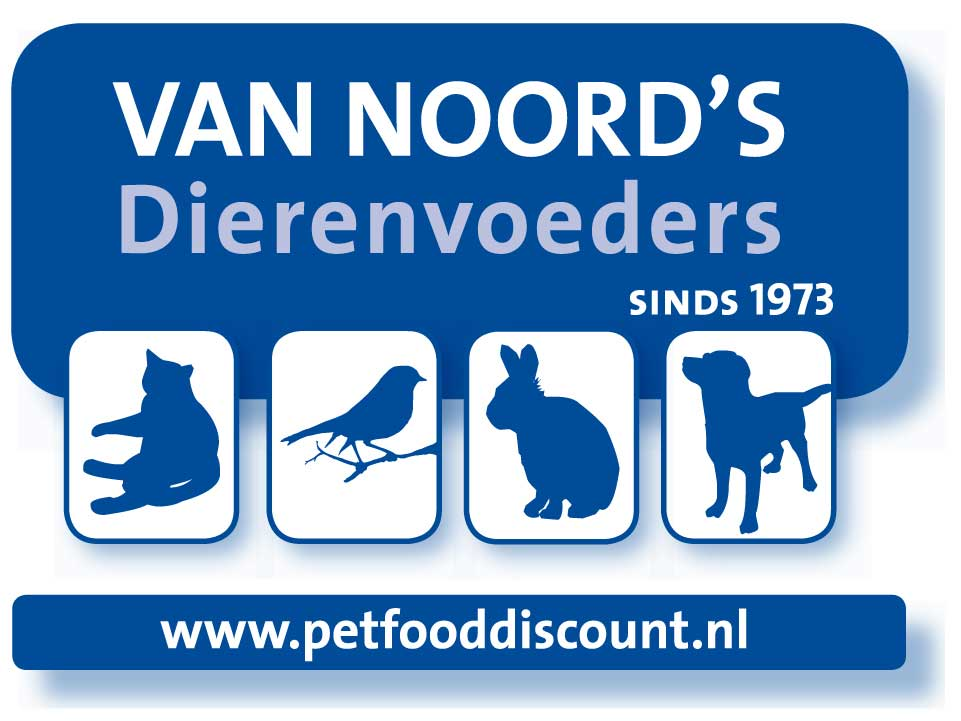 VAN NOORD’S
Dierenvoeders
SINDS 1973
www.petfooddiscount.nl